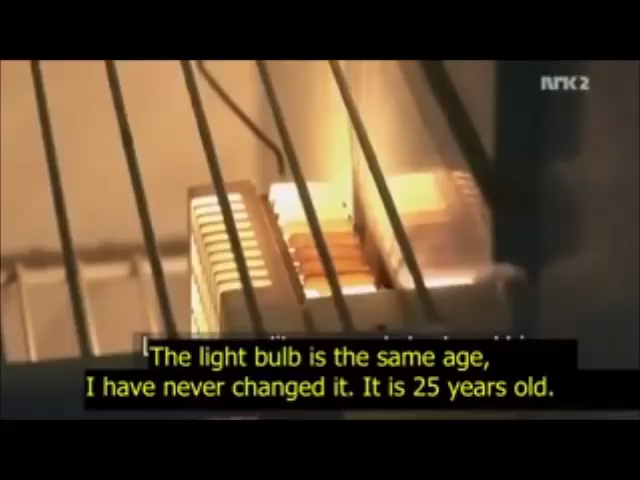 NRK2
The light bulb is the same age,
I have never changed it. It is 25 years old.